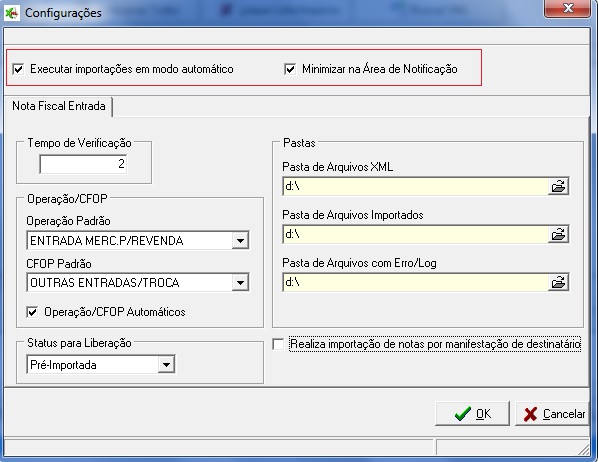 Configurações
Executar importações em modo automático
Minimizar na Área de Notificação
Nota Fiscal Entrada
Tempo de Verificação
2
Operação/CFOP
Operação Padrão
ENTRADA MERC.P/REVENDA
CFOP Padrão
OUTRAS ENTRADAS/TROCA
Operação/CFOP Automáticos
Status para Liberação
Pré-Importada
Pastas
Pasta de Arquivos XML
d:\
Pasta de Arquivos Importados
d:\
Pasta de Arquivos com Erro/Log
d:\
Realiza importação de notas por manifestação de destinatário
OK
Cancelar